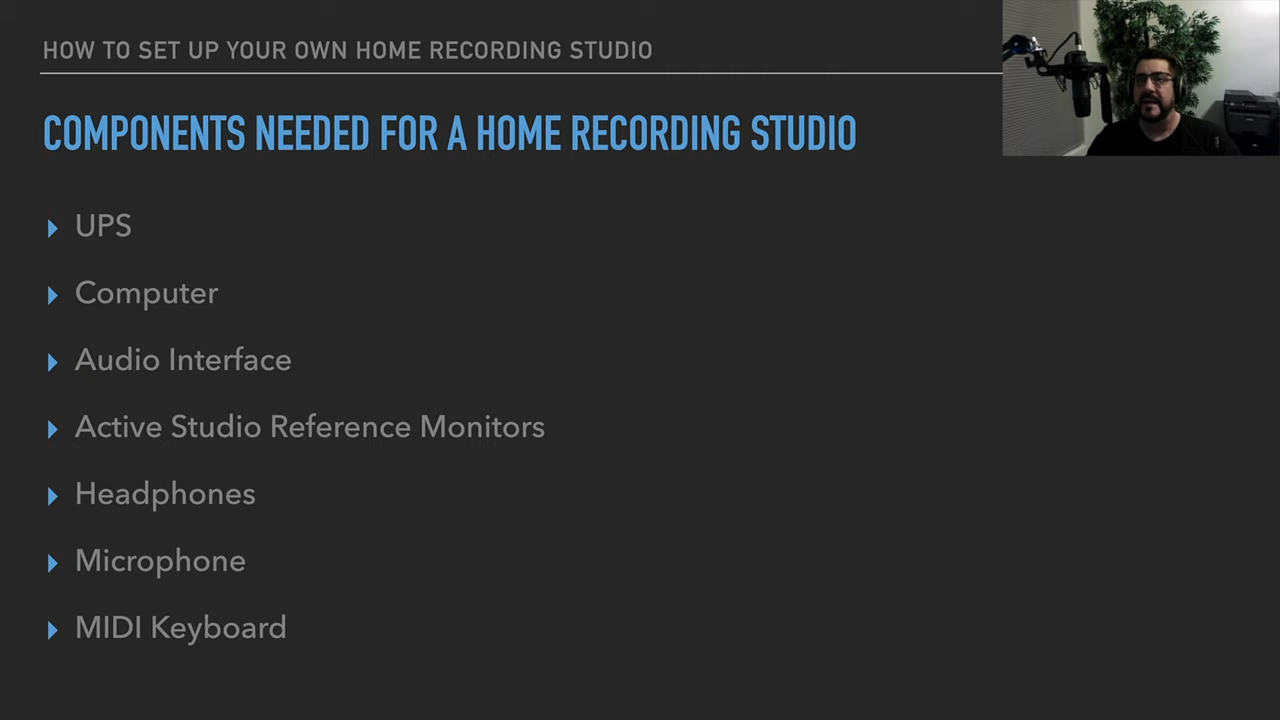 HOW TO SET UP YOUR OWN HOME RECORDING STUDIO
COMPONENTS NEEDED FOR A HOME RECORDING STUDIO
UPS
Computer
Audio Interface
Active Studio Reference Monitors
Headphones
Microphone
MIDI Keyboard